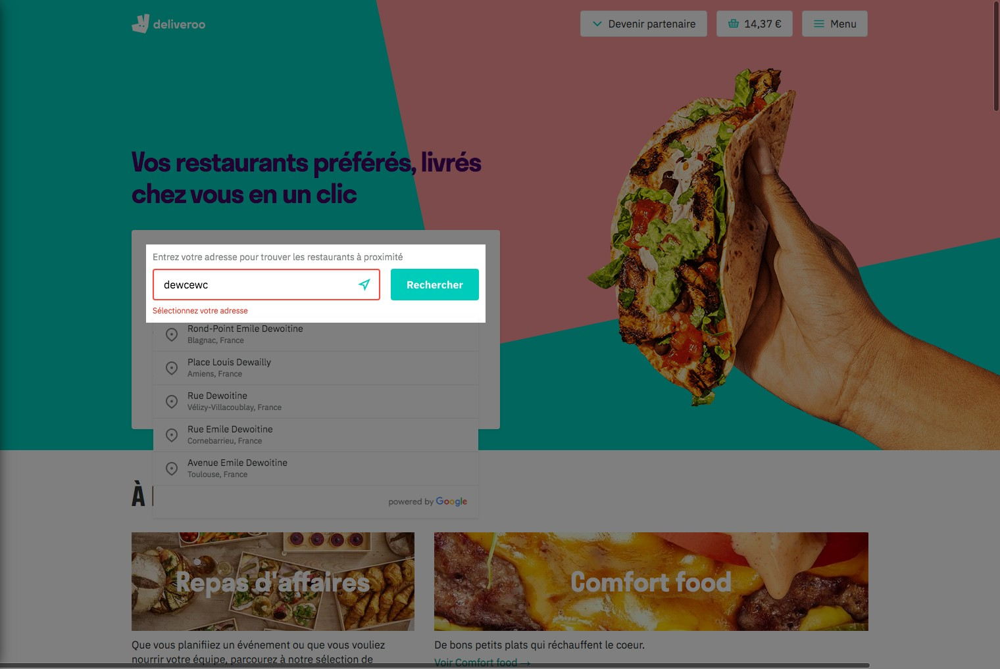 deliveroo
Devenir partenaire
14,37 €
Menu
Vos restaurants préférés, livrés
chez vous en un clic
Entrez votre adresse pour trouver les restaurants à proximité
dewcewc
Rechercher
Sélectionnez votre adresse
Rond-Point Emile Dewoitine
Blagnac, France
Place Louis Dewailly
Amiens, France
Rue Dewoitine
Vélizy-Villacoublay, France
Rue Emile Dewoitine
Cornebarrieu, France
Avenue Emile Dewoitine
Toulouse, France
À
powered by Google
Repas d'affaires
Comfort food
Que vous planifiiez un événement ou que vous vouliez
nourrir votre équipe, parcourez à notre sélection de
De bons petits plats qui réchauffent le coeur.
Voir Comfort food →